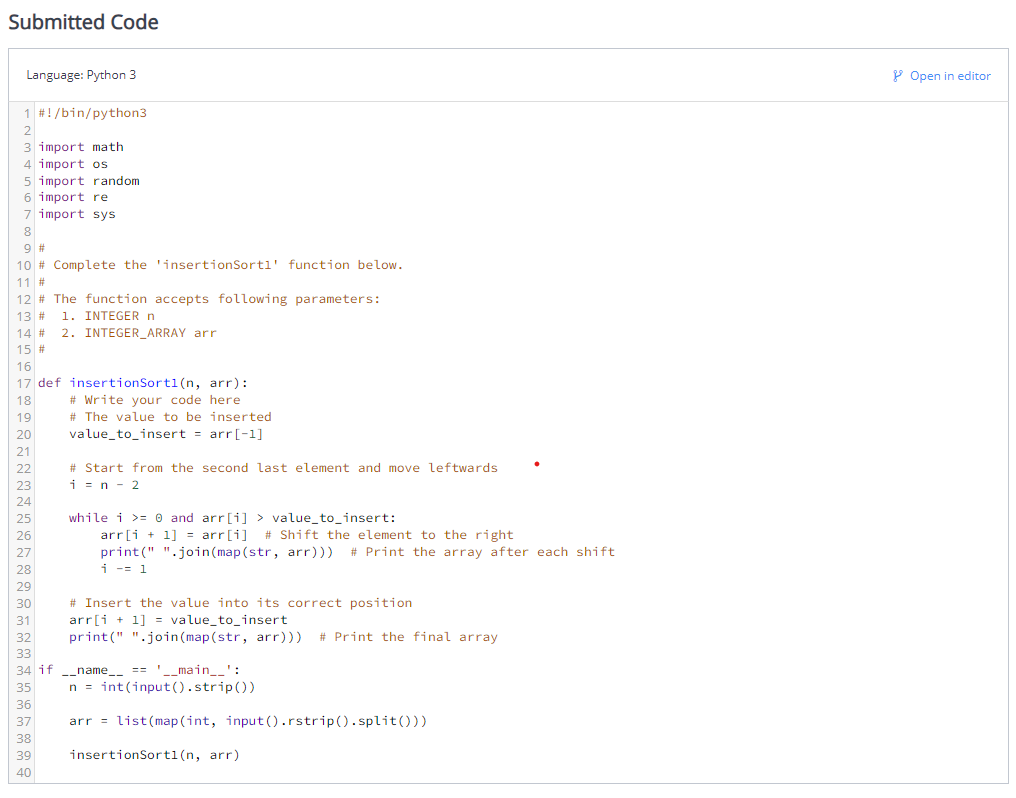 Submitted Code
Language: Python 3
Open in editor
1 #!/bin/python3
2
3 import math
4 import os
5 import random
6 import re
7 import sys
8
9 #
10 # Complete the 'insertionSort1' function below.
11 #
12 # The function accepts following parameters:
13 #  1. INTEGER n
14 #  2. INTEGER_ARRAY arr
15 #
16
17 def insertionSort1(n, arr):
18     # Write your code here
19     # The value to be inserted
20     value_to_insert = arr[-1]
21
22     # Start from the second last element and move leftwards
23     i = n - 2
24
25     while i >= 0 and arr[i] > value_to_insert:
26         arr[i + 1] = arr[i]  # Shift the element to the right
27         print(" ".join(map(str, arr)))  # Print the array after each shift
28         i -= 1
29
30     # Insert the value into its correct position
31     arr[i + 1] = value_to_insert
32     print(" ".join(map(str, arr)))  # Print the final array
33
34 if __name__ == '__main__':
35     n = int(input().strip())
36
37     arr = list(map(int, input().rstrip().split()))
38
39     insertionSort1(n, arr)
40